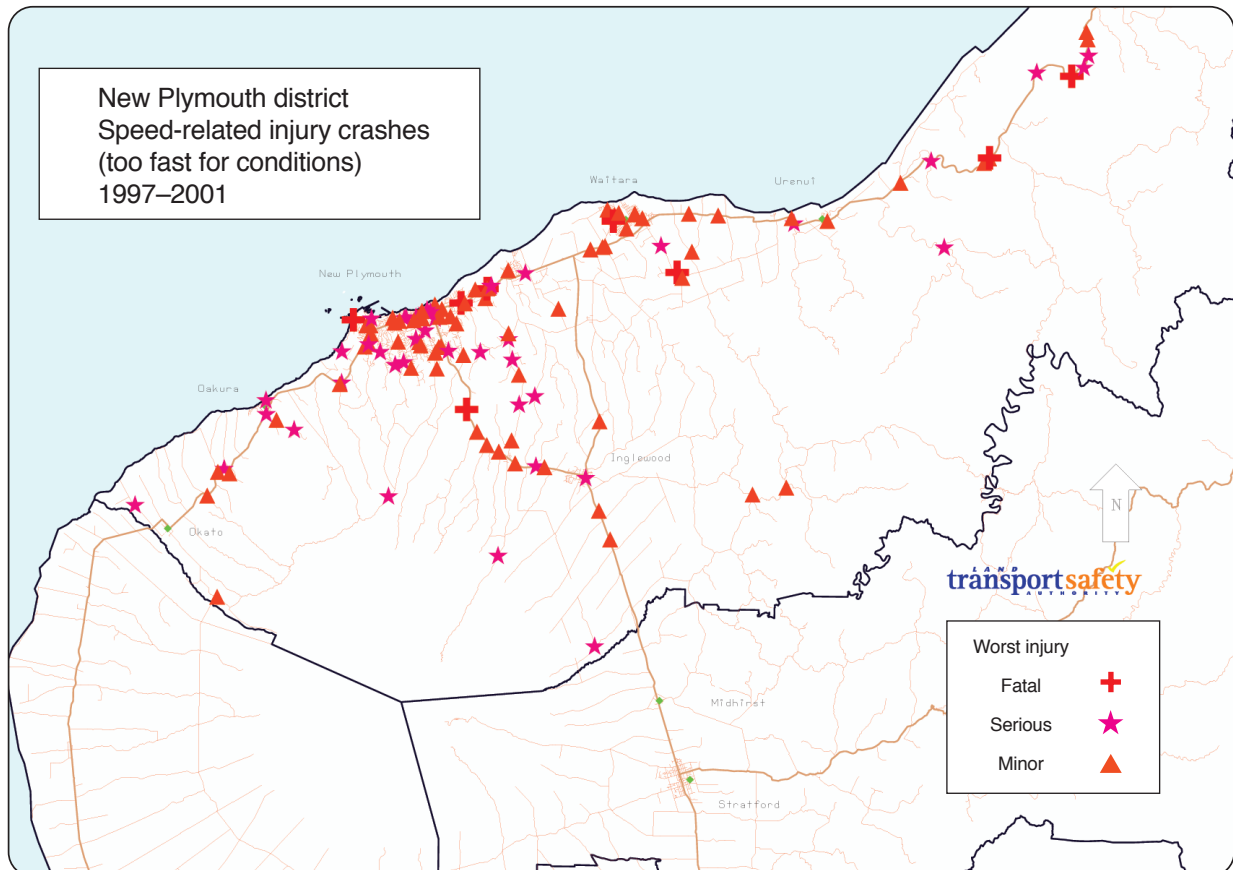 New Plymouth district
Speed-related injury crashes
(too fast for conditions)
1997–2001
Waitara
Urenui
New Plymouth
Oakura
Inglewood
Okato
N
LAND
transportsafety
AUTHORITY
Worst injury
Fatal
Serious
Minor
Midhirst
Stratford